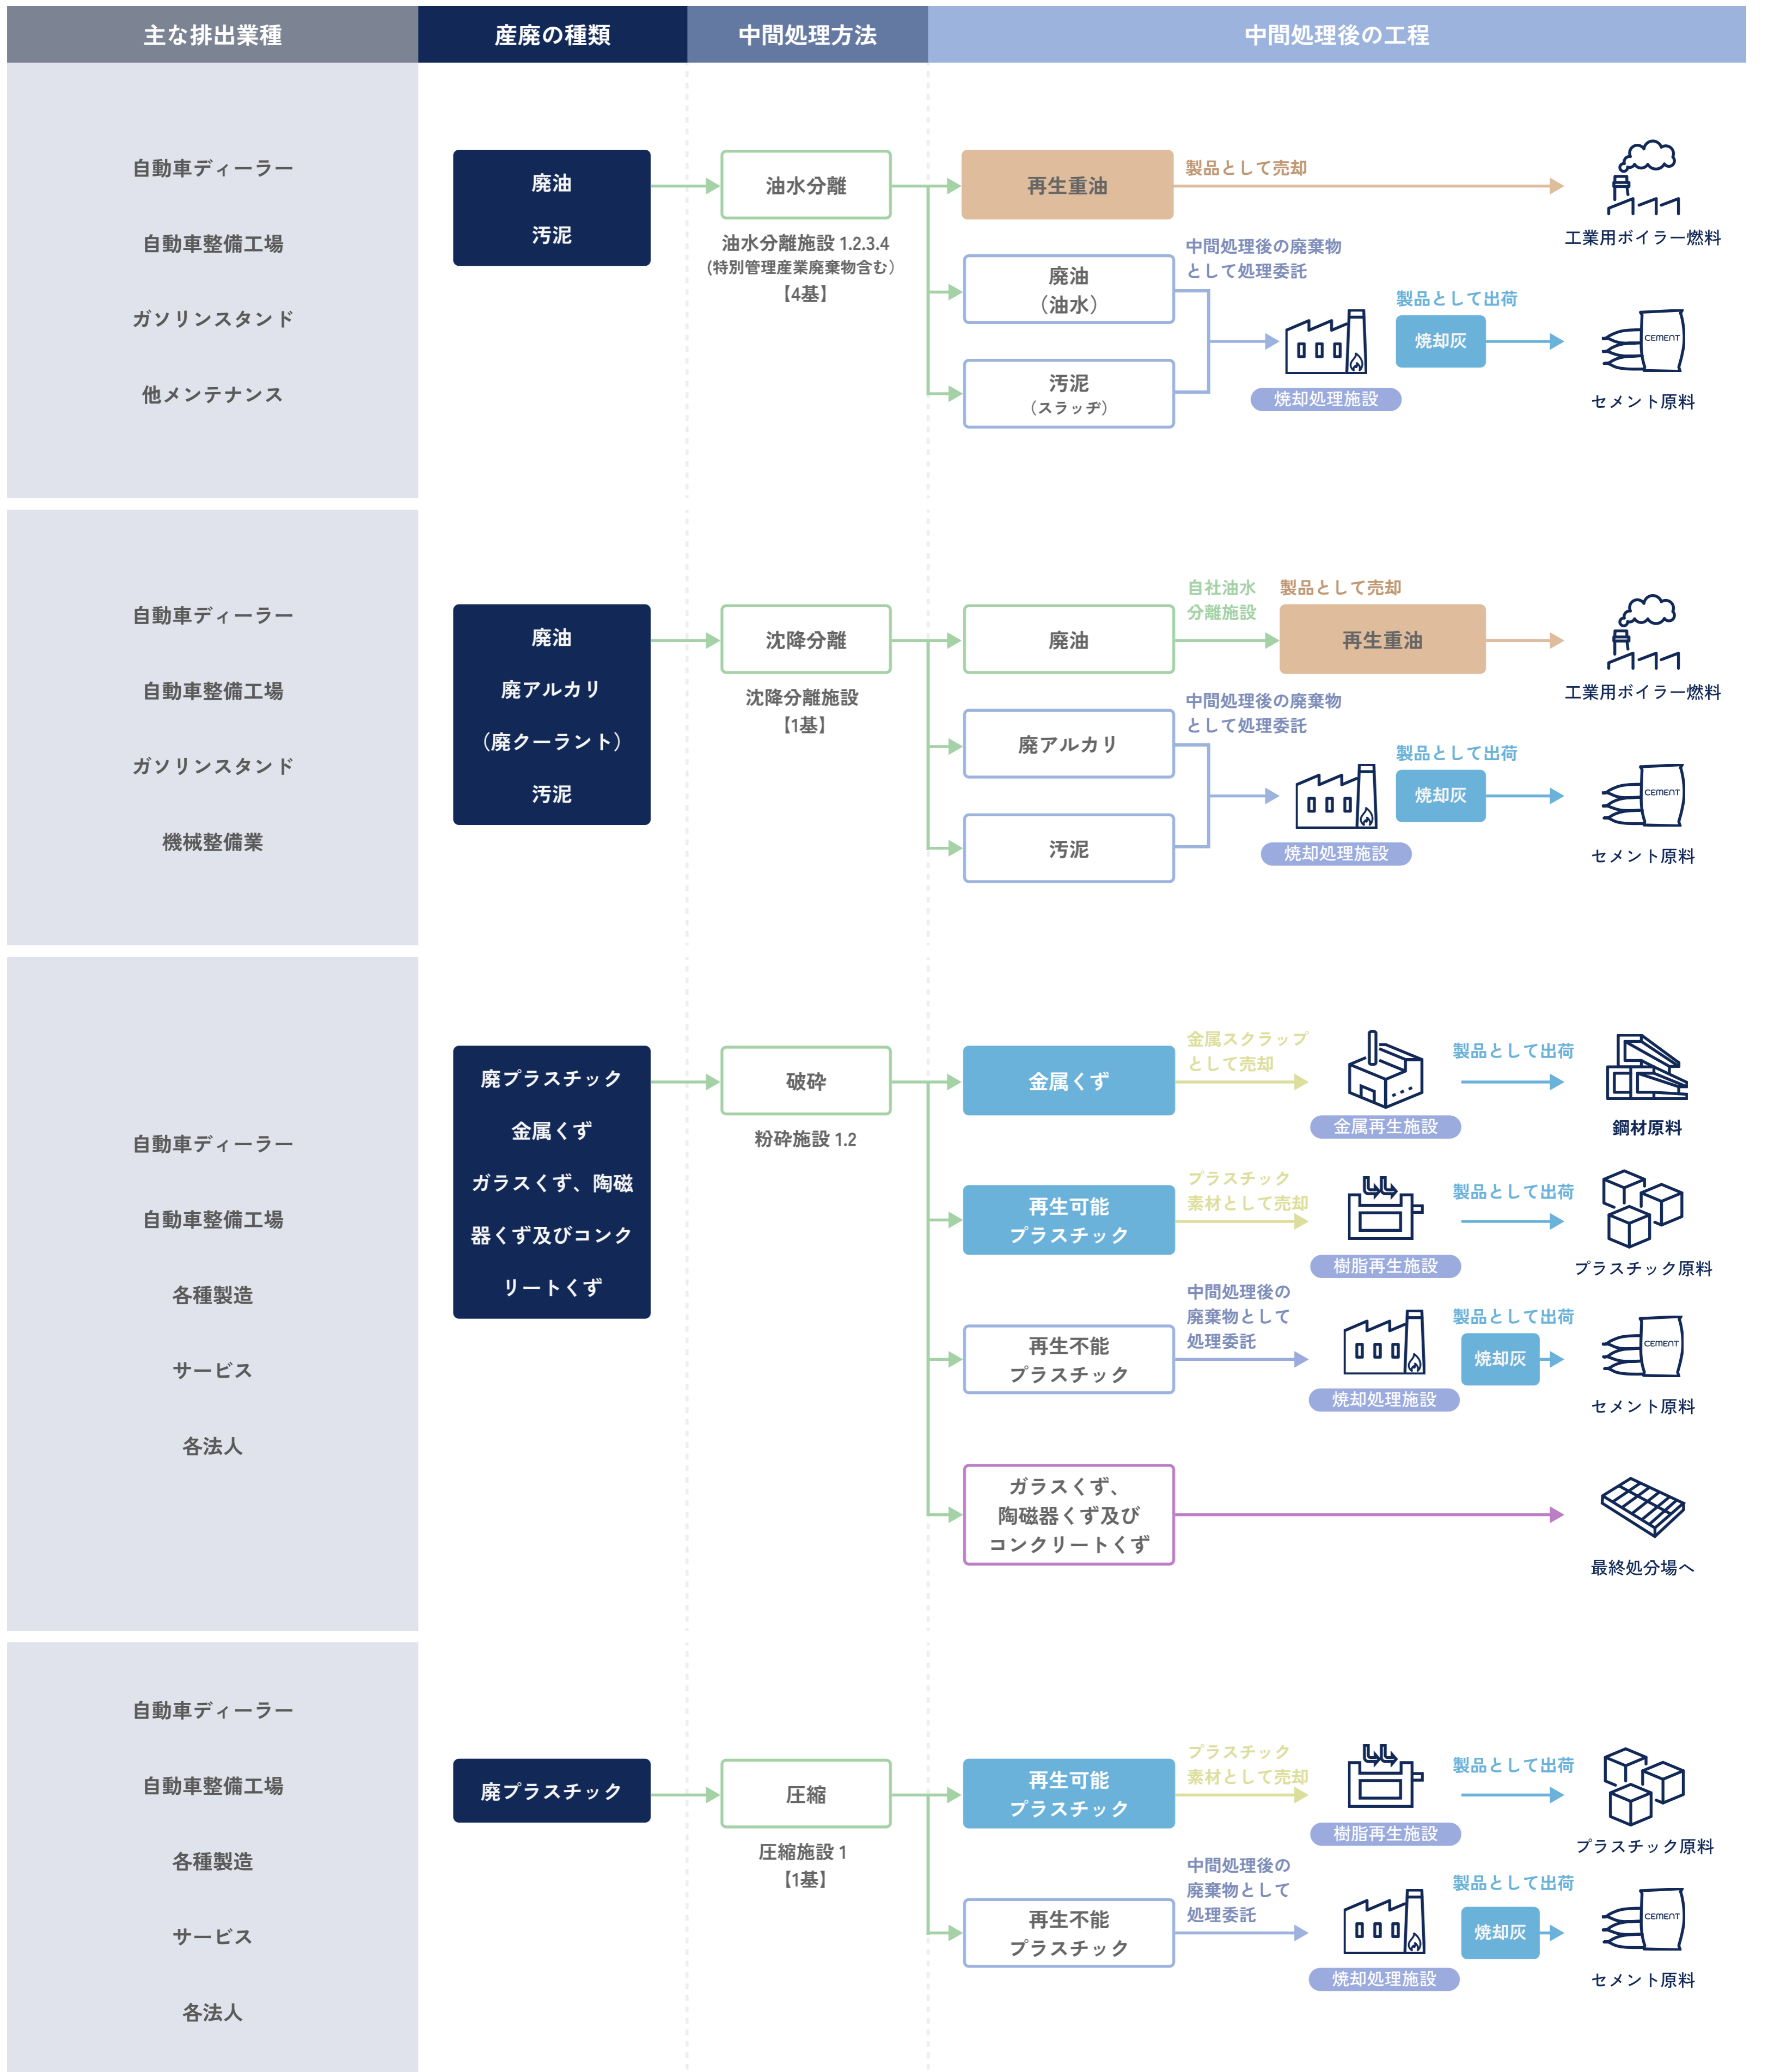 主な排出業種
産廃の種類
中間処理方法
中間処理後の工程
自動車ディーラー
自動車整備工場
ガソリンスタンド
他メンテナンス
廃油
汚泥
油水分離
油水分離施設 1.2.3.4
(特別管理産業廃棄物含む）
【4基】
再生重油
製品として売却
工業用ボイラー燃料
廃油
（油水）
中間処理後の廃棄物
として処理委託
汚泥
（スラッヂ）
焼却処理施設
製品として出荷
焼却灰
CEMENT
セメント原料
自動車ディーラー
自動車整備工場
ガソリンスタンド
機械整備業
廃油
廃アルカリ
（廃クーラント）
汚泥
沈降分離
沈降分離施設
【1基】
廃油
自社油水
分離施設
製品として売却
再生重油
工業用ボイラー燃料
廃アルカリ
中間処理後の廃棄物
として処理委託
汚泥
焼却処理施設
製品として出荷
焼却灰
CEMENT
セメント原料
自動車ディーラー
自動車整備工場
各種製造
サービス
各法人
廃プラスチック
金属くず
ガラスくず、陶磁
器くず及びコンク
リートくず
破砕
粉砕施設 1.2
金属くず
金属スクラップ
として売却
金属再生施設
製品として出荷
鋼材原料
再生可能
プラスチック
プラスチック
素材として売却
樹脂再生施設
製品として出荷
プラスチック原料
再生不能
プラスチック
中間処理後の
廃棄物として
処理委託
焼却処理施設
製品として出荷
焼却灰
CEMENT
セメント原料
ガラスくず、
陶磁器くず及び
コンクリートくず
最終処分場へ
自動車ディーラー
自動車整備工場
各種製造
サービス
各法人
廃プラスチック
圧縮
圧縮施設 1
【1基】
再生可能
プラスチック
プラスチック
素材として売却
樹脂再生施設
製品として出荷
プラスチック原料
再生不能
プラスチック
中間処理後の
廃棄物として
処理委託
焼却処理施設
製品として出荷
焼却灰
CEMENT
セメント原料